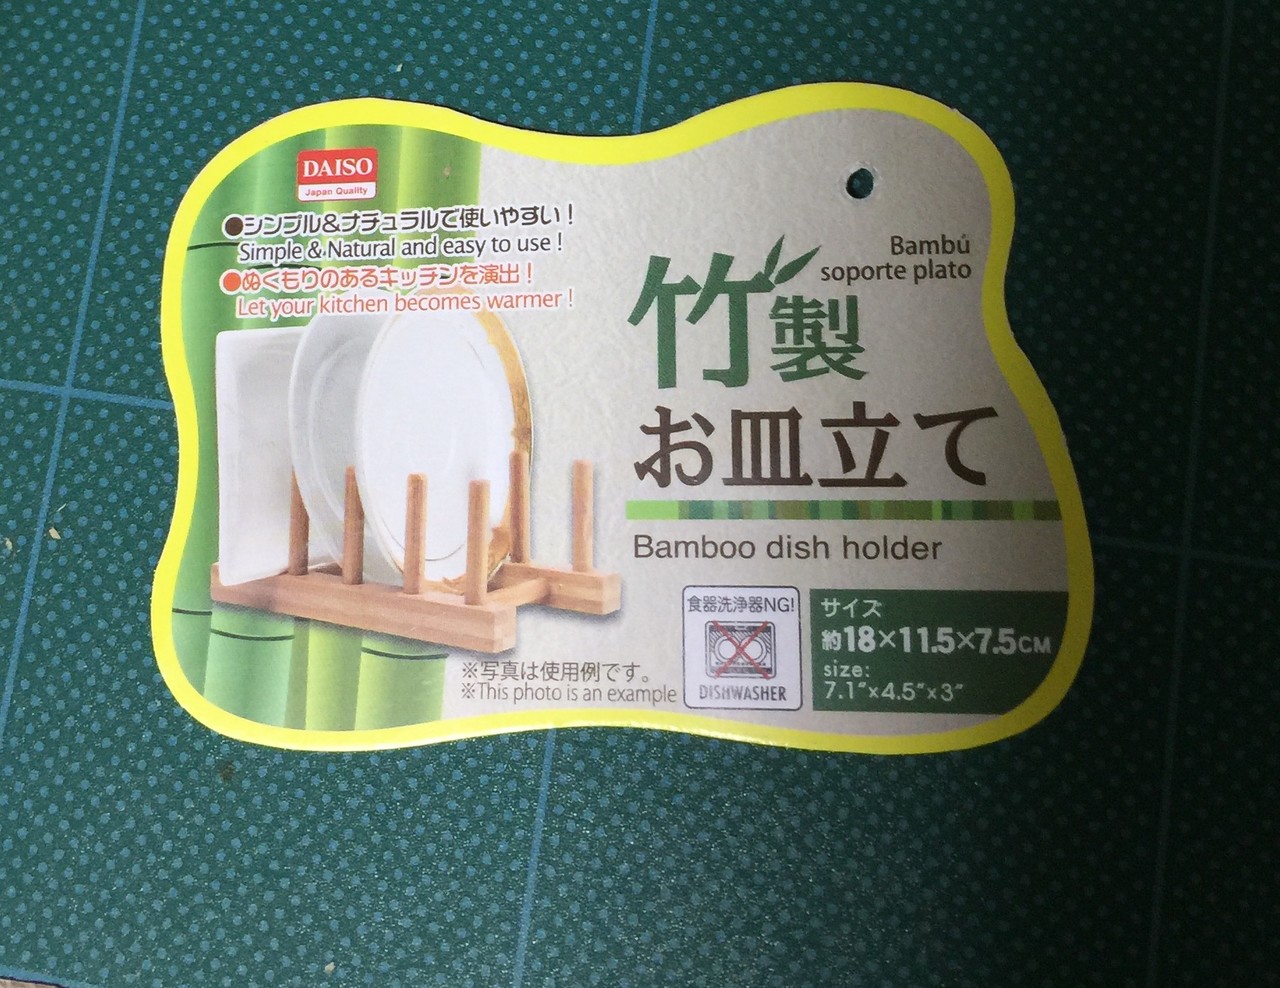 DAISO
Japan Quality
●シンプル&ナチュラルで使いやすい!
Simple & Natural and easy to use!
●ぬくもりのあるキッチンを演出!
Let your kitchen becomes warmer!
Bambú
soporte plato
竹製
お皿立て
Bamboo dish holder
食器洗浄器NG!
DISHWASHER
サイズ
約18×11.5×7.5CM
size:
7.1"×4.5"×3"
※写真は使用例です。
※This photo is an example